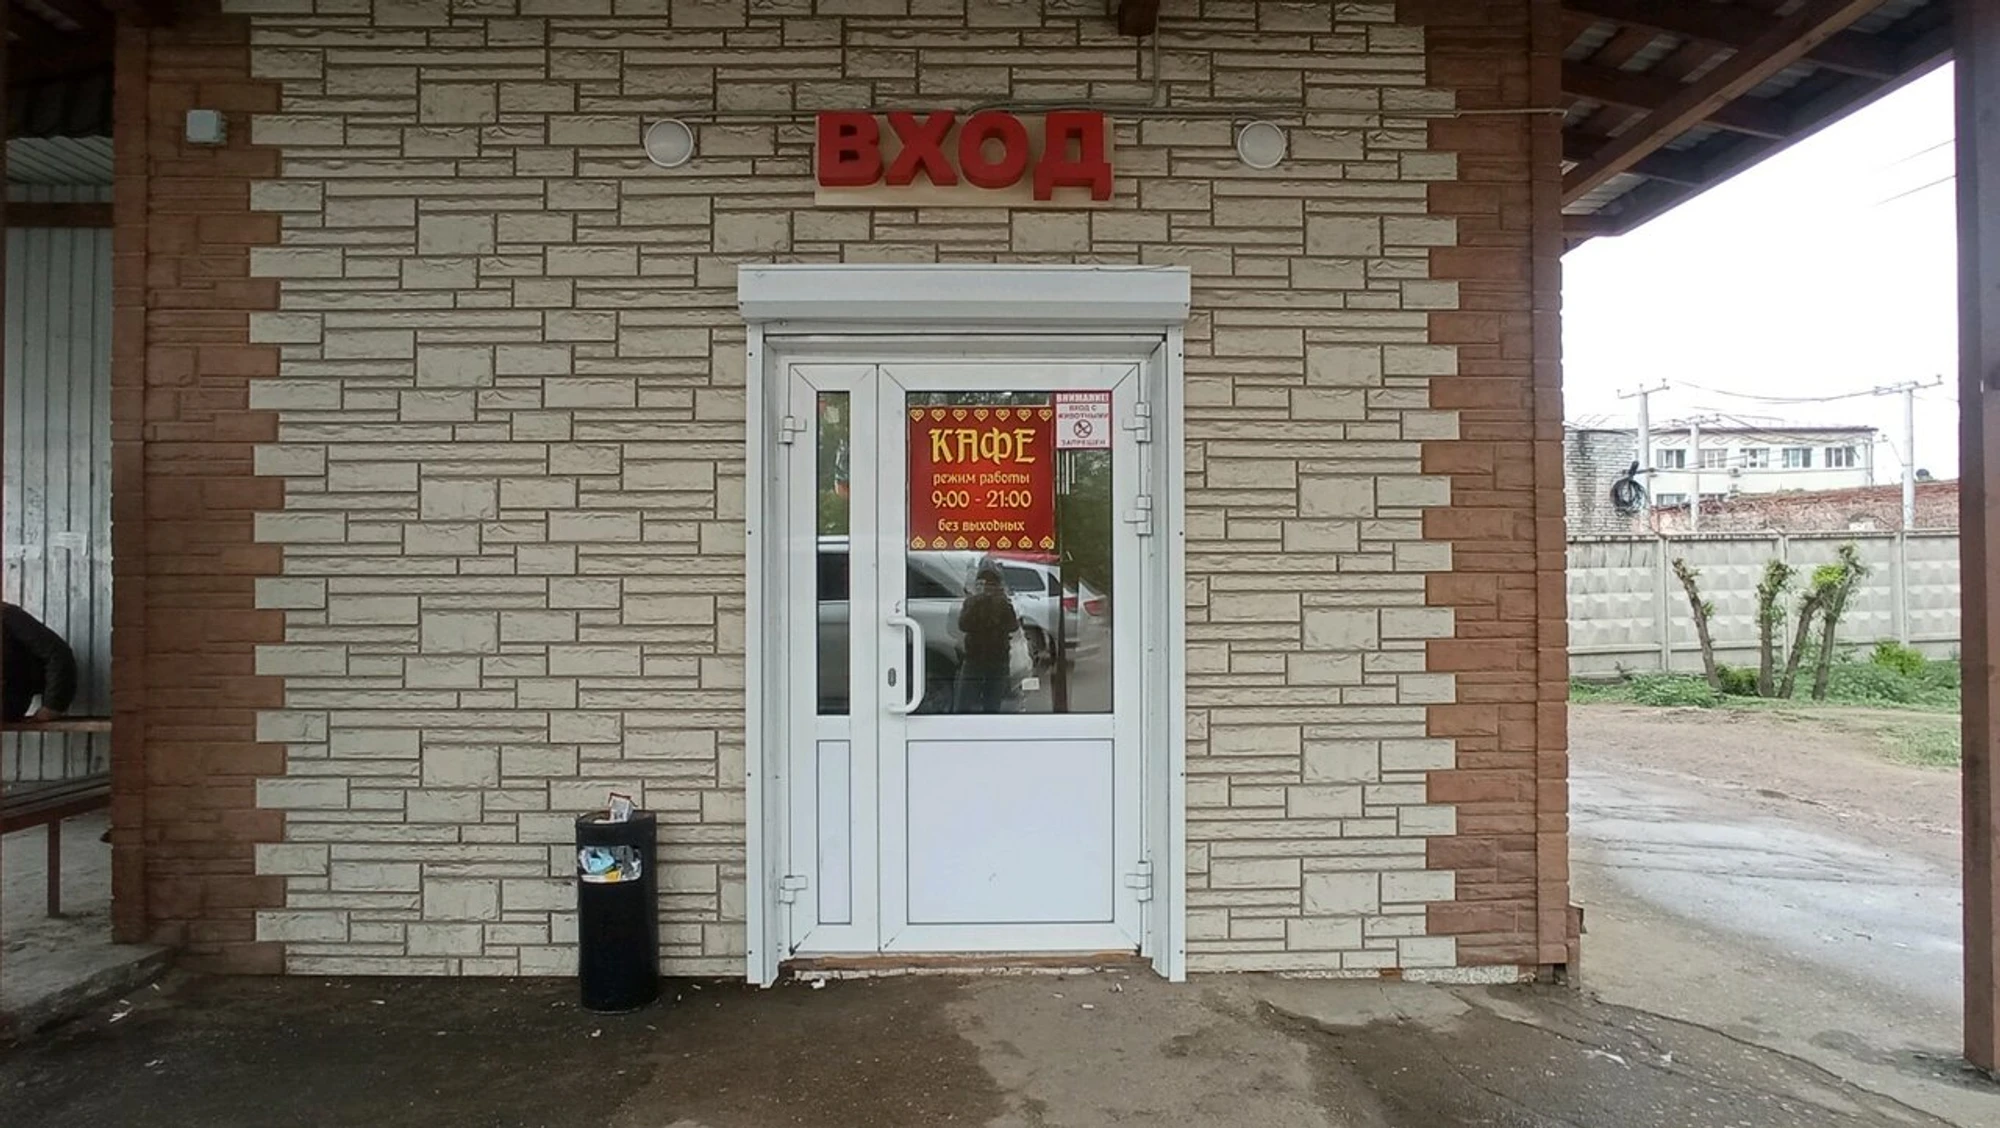 ВХОД
КАФЕ
режим работы
9:00 - 21:00
без выходных
ВНИМАНИЕ!
ВХОД С
ЖИВОТНЫМИ
ЗАПРЕЩЕН